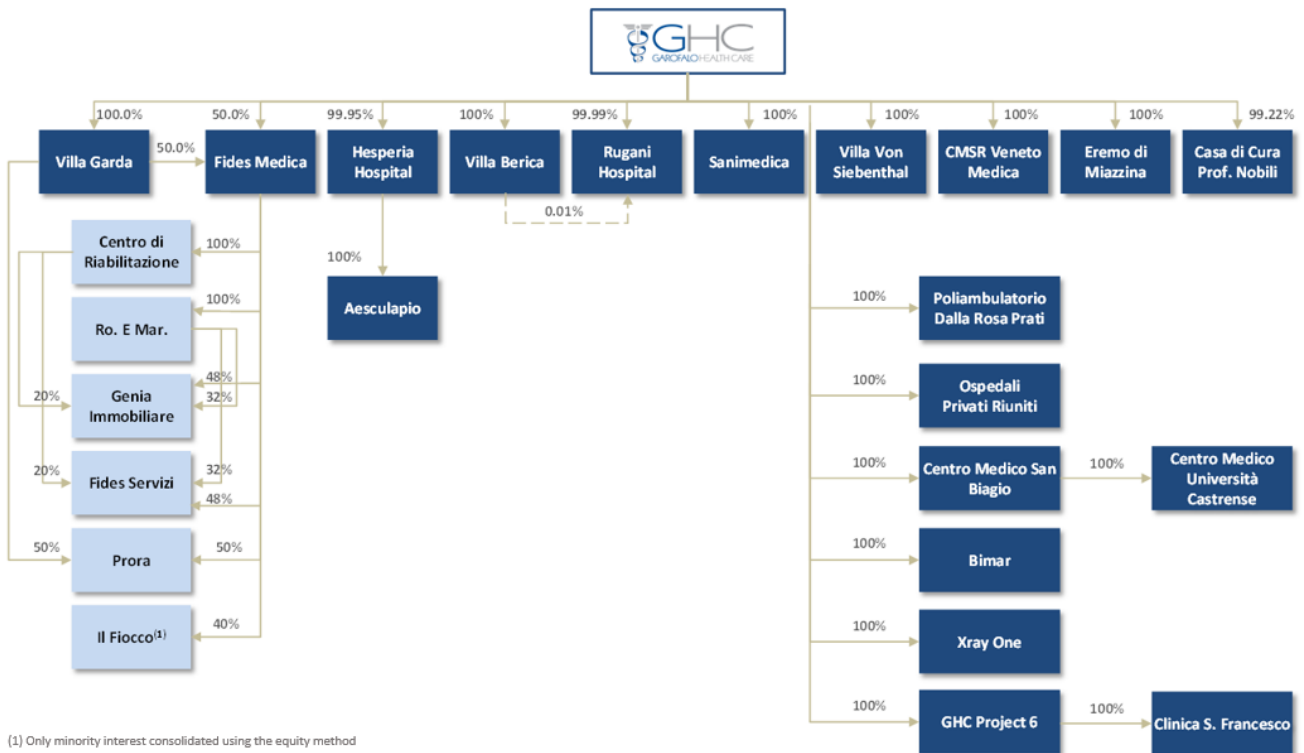 GHC
GAROFALO HEALTH CARE
100.0%
50.0%
99.95%
100%
99.99%
100%
100%
100%
100%
99.22%
Villa Garda
50.0%
Fides Medica
Hesperia
Hospital
Villa Berica
Rugani
Hospital
Sanimedica
Villa Von
Siebenthal
CMSR Veneto
Medica
Eremo di
Miazzina
Casa di Cura
Prof. Nobili
0.01%
Centro di
Riabilitazione
100%
100%
Aesculapio
100%
Ro. E Mar.
20%
Genia
Immobiliare
48%
32%
20%
Fides Servizi
32%
48%
50%
Prora
50%
Il Fiocco(1)
40%
100%
Poliambulatorio
Dalla Rosa Prati
100%
Ospedali
Privati Riuniti
100%
Centro Medico San
Biagio
100%
Centro Medico
Università
Castrense
100%
Bimar
100%
Xray One
100%
GHC Project 6
100%
Clinica S. Francesco
(1) Only minority interest consolidated using the equity method